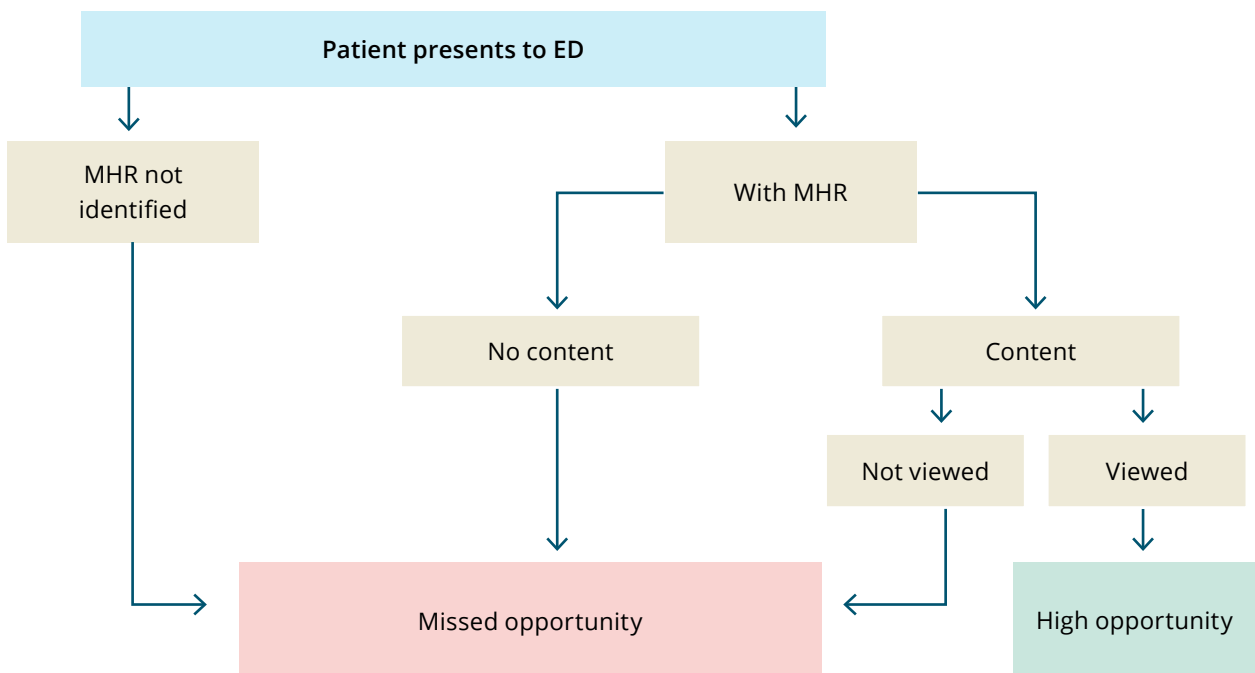 Patient presents to ED
MHR not
identified
With MHR
No content
Content
Not viewed
Viewed
Missed opportunity
High opportunity